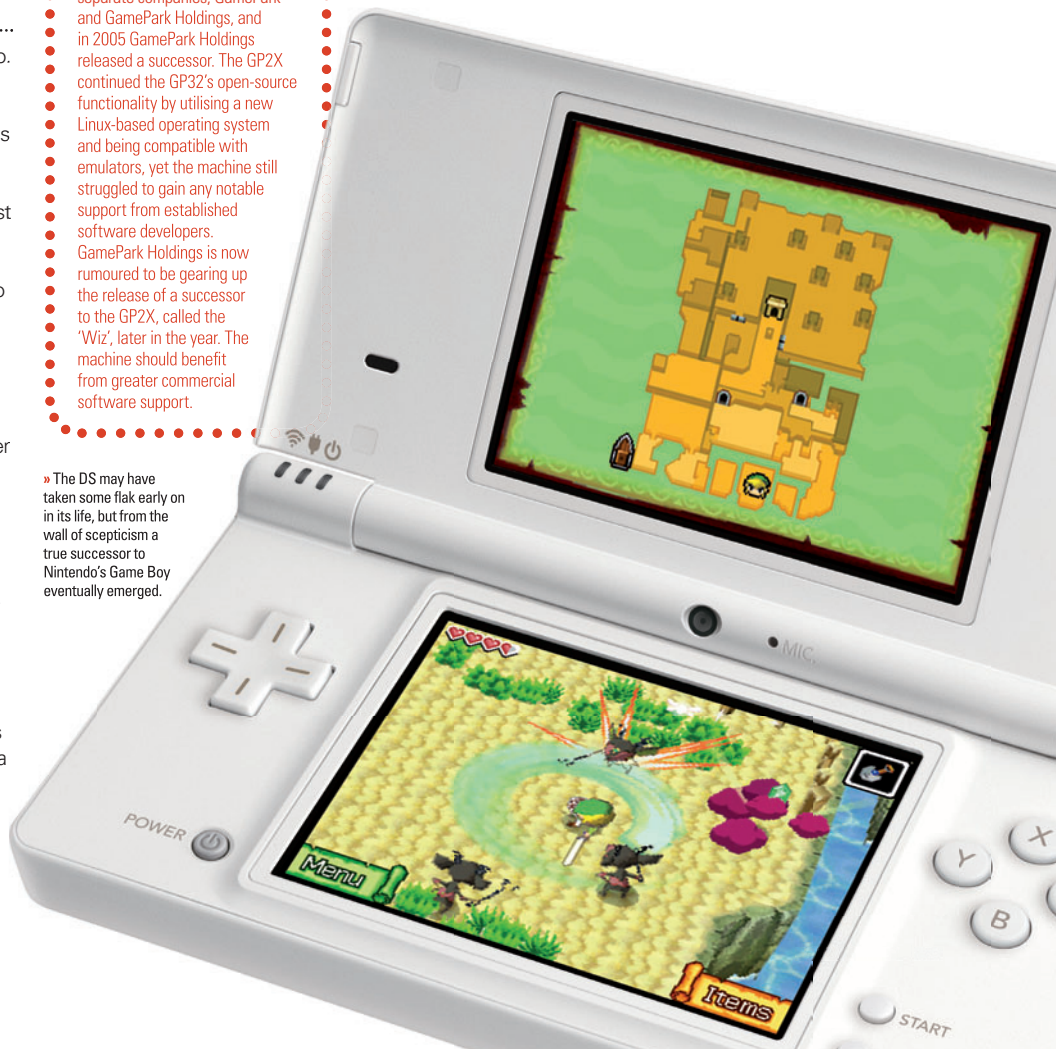 ...
o.
s
st
o
er
s
a
separate companies, GamePark
and GamePark Holdings, and
in 2005 GamePark Holdings
released a successor. The GP2X
continued the GP32's open-source
functionality by utilising a new
Linux-based operating system
and being compatible with
emulators, yet the machine still
struggled to gain any notable
support from established
software developers.
GamePark Holdings is now
rumoured to be gearing up
the release of a successor
to the GP2X, called the
‘Wiz’, later in the year. The
machine should benefit
from greater commercial
software support.
» The DS may have
taken some flak early on
in its life, but from the
wall of scepticism a
true successor to
Nintendo's Game Boy
eventually emerged.
MIC.
POWER
Menu
Items
X
Y
B
START